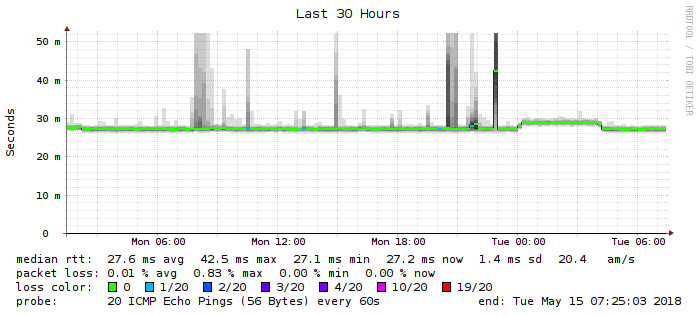 Last 30 Hours
RRDTOOL / TOBI OETIKER
Seconds
50 m
40 m
30 m
20 m
10 m
0
Mon 06:00 Mon 12:00 Mon 18:00 Tue 00:00 Tue 06:00
median rtt: 27.6 ms avg 42.5 ms max 27.1 ms min 27.2 ms now 1.4 ms sd 20.4 am/s
packet loss: 0.01 % avg 0.83 % max 0.00 % min 0.00 % now
loss color: 0 1/20 2/20 3/20 4/20 10/20 19/20
probe: 20 ICMP Echo Pings (56 Bytes) every 60s end: Tue May 15 07:25:03 2018